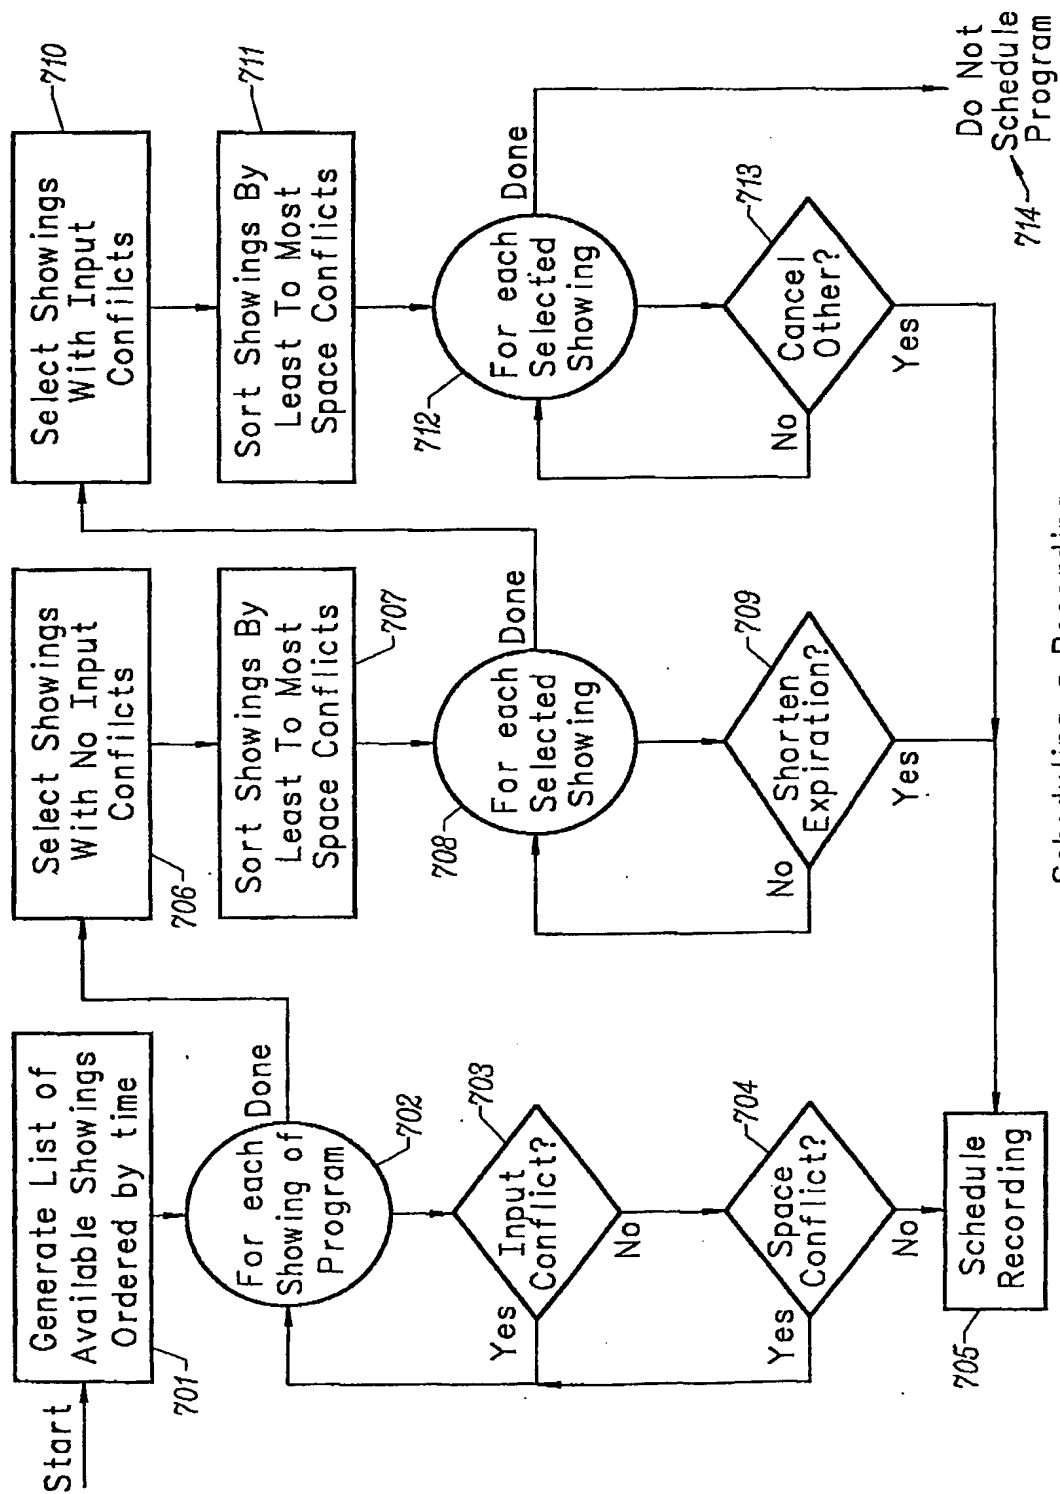 Start
Generate List of
Available Showings
Ordered by time
701
For each
Showing of
Program
Done
702
Input
Conflict?
703
Yes
No
Space
Conflict?
704
Yes
No
Schedule
Recording
705
Select Showings
With No Input
Confilcts
706
Sort Showings By
Least To Most
Space Conflicts
707
For each
Selected
Showing
Done
708
Shorten
Expiration?
709
No
Yes
Select Showings
With Input
Confilcts
710
Sort Showings By
Least To Most
Space Conflicts
711
For each
Selected
Showing
Done
712
Cancel
Other?
713
No
Yes
Do Not
Schedule
Program
714
Scheduling a Recording